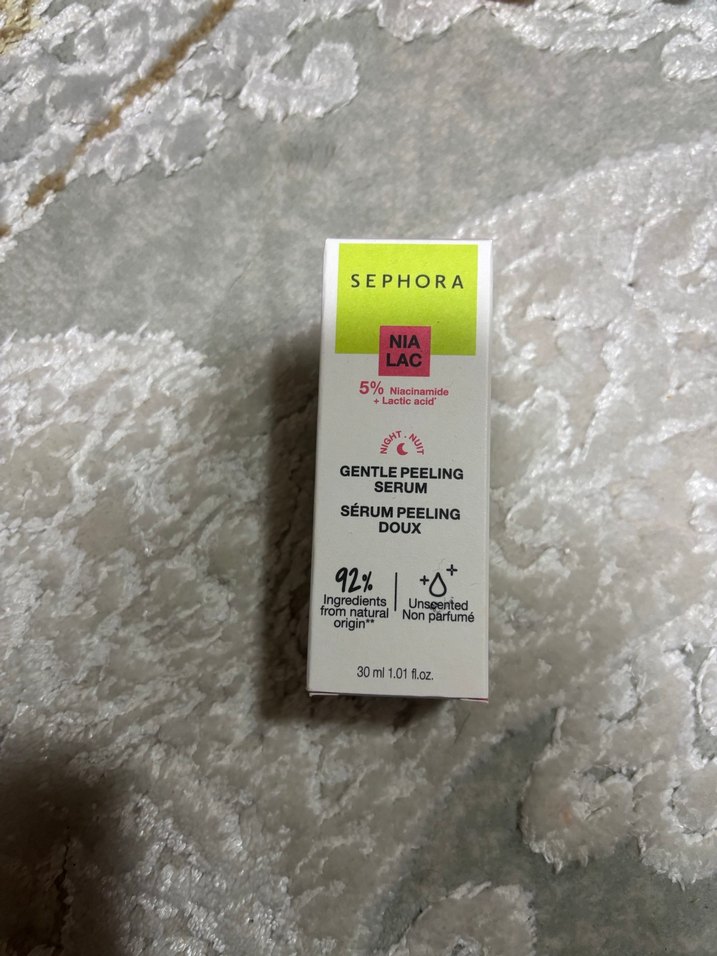 SEPHORA
NIA
LAC
5% Niacinamide
+ Lactic acid*
NIGHT . NUIT
GENTLE PEELING
SERUM
SÉRUM PEELING
DOUX
92%
Ingredients
from natural
origin**
Unscented
Non parfumé
30 ml 1.01 fl.oz.